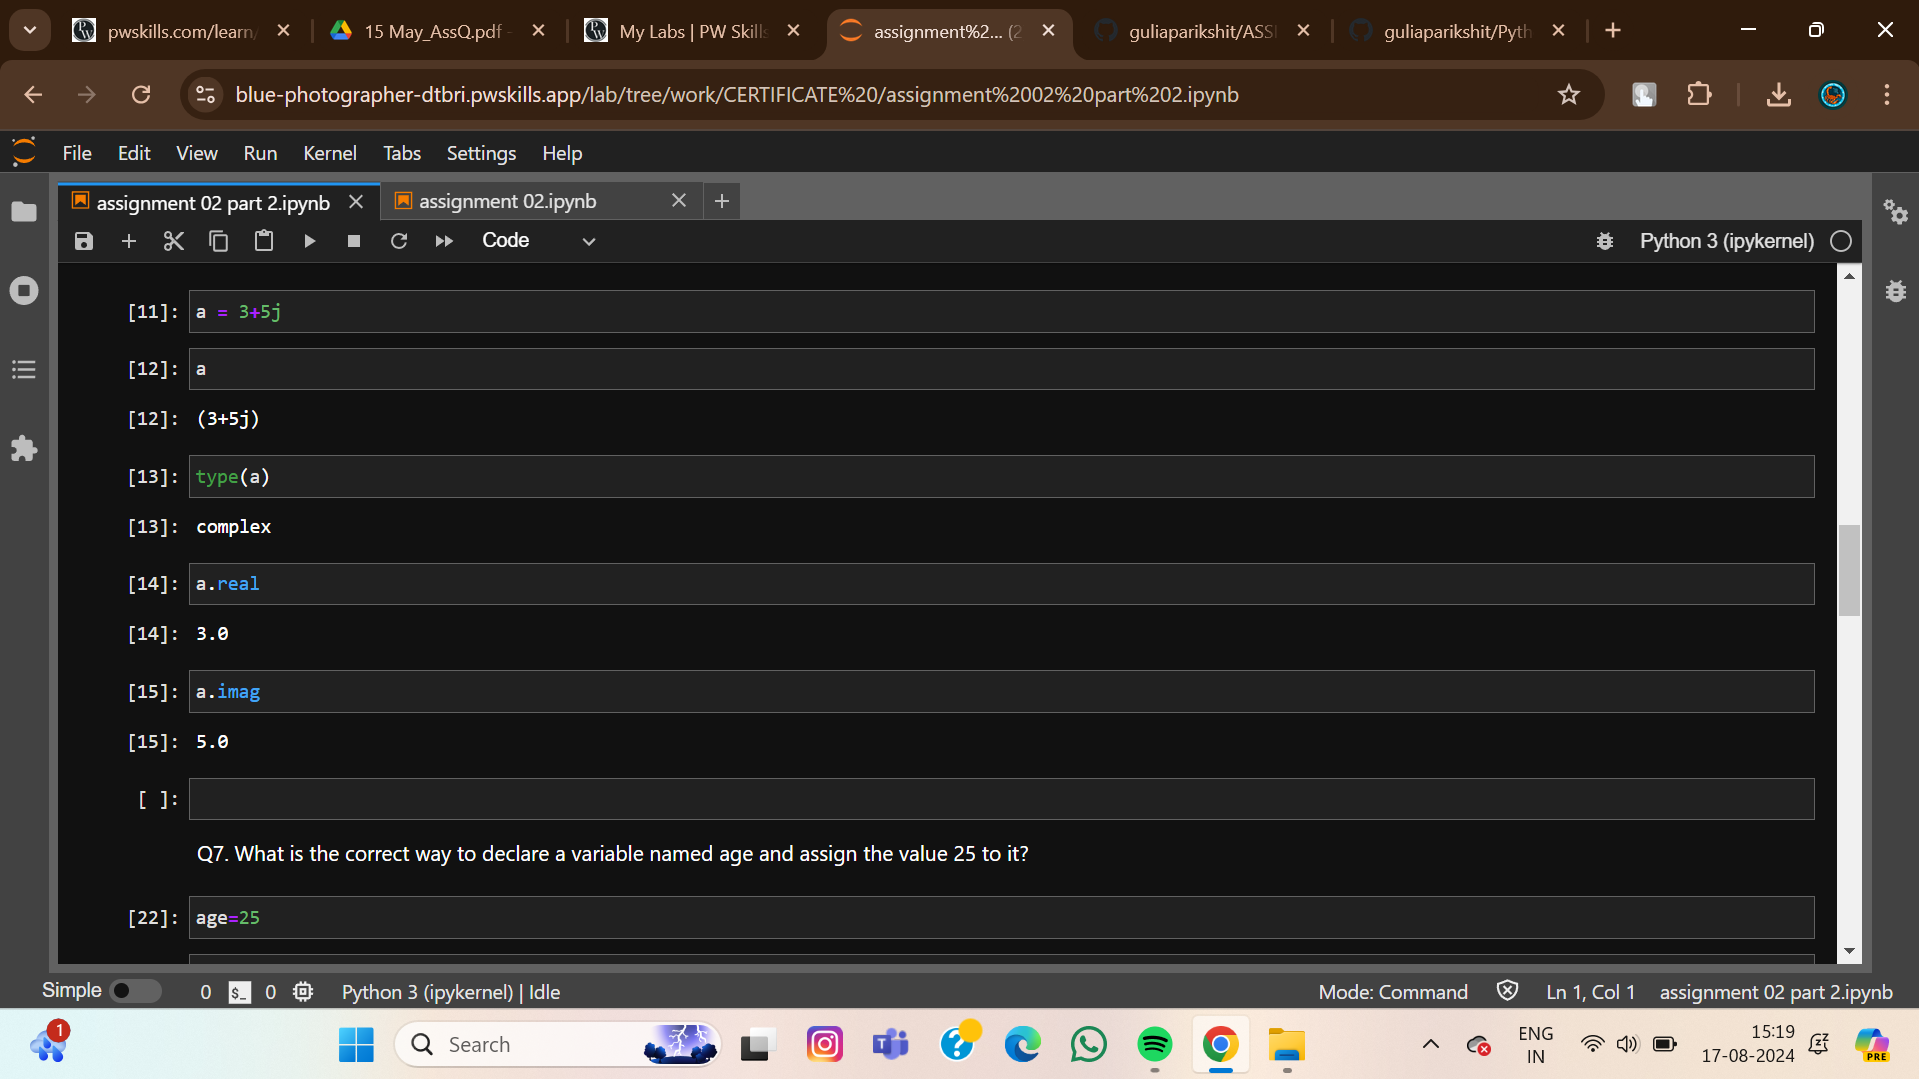 pwskills.com/learn/
15 May_AssQ.pdf -
My Labs | PW Skills
assignment%2... (2
guliaparikshit/ASSI
guliaparikshit/Pyth
blue-photographer-dtbri.pwskills.app/lab/tree/work/CERTIFICATE%20/assignment%2002%20part%202.ipynb
File Edit View Run Kernel Tabs Settings Help
assignment 02 part 2.ipynb
assignment 02.ipynb
Code
Python 3 (ipykernel)
[11]: a = 3+5j
[12]: a
[12]: (3+5j)
[13]: type(a)
[13]: complex
[14]: a.real
[14]: 3.0
[15]: a.imag
[15]: 5.0
[ ]:
Q7. What is the correct way to declare a variable named age and assign the value 25 to it?
[22]: age=25
Simple 0 $_ 0 Python 3 (ipykernel) | Idle Mode: Command Ln 1, Col 1 assignment 02 part 2.ipynb
1
Search
ENG
IN
15:19
17-08-2024
PRE